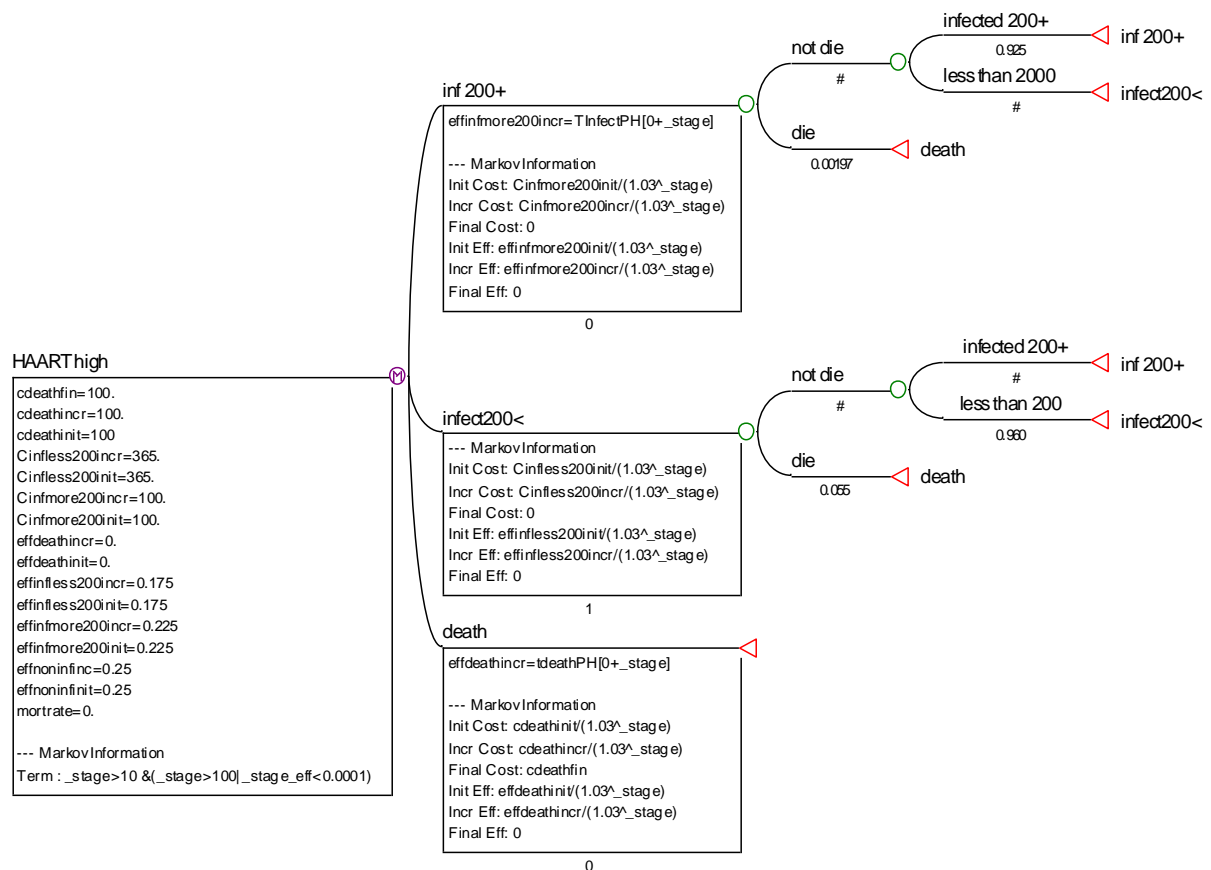 HAART high
cdeathfin=100.
cdeathincr=100.
cdeathinit=100
Cinfless200incr=365.
Cinfless200init=365.
Cinfmore200incr=100.
Cinfmore200init=100.
effdeathincr=0.
effdeathinit=0.
effinfless200incr=0.175
effinfless200init=0.175
effinfmore200incr=0.225
effinfmore200init=0.225
effnoninfinc=0.25
effnoninfinit=0.25
mortrate=0.
--- Markov Information
Term : _stage>10 &(_stage>100|_stage_eff<0.0001)
M
inf 200+
effinfmore200incr=TInfectPH[0+_stage]
--- Markov Information
Init Cost: Cinfmore200init/(1.03^_stage)
Incr Cost: Cinfmore200incr/(1.03^_stage)
Final Cost: 0
Init Eff: effinfmore200init/(1.03^_stage)
Incr Eff: effinfmore200incr/(1.03^_stage)
Final Eff: 0
0
not die
#
infected 200+
0.925
inf 200+
less than 2000
#
infect200<
die
0.00197
death
infect200<
--- Markov Information
Init Cost: Cinfless200init/(1.03^_stage)
Incr Cost: Cinfless200incr/(1.03^_stage)
Final Cost: 0
Init Eff: effinfless200init/(1.03^_stage)
Incr Eff: effinfless200incr/(1.03^_stage)
Final Eff: 0
1
not die
#
infected 200+
#
inf 200+
less than 200
0.960
infect200<
die
0.055
death
death
effdeathincr=tdeathPH[0+_stage]
--- Markov Information
Init Cost: cdeathinit/(1.03^_stage)
Incr Cost: cdeathincr/(1.03^_stage)
Final Cost: cdeathfin
Init Eff: effdeathinit/(1.03^_stage)
Incr Eff: effdeathincr/(1.03^_stage)
Final Eff: 0
0